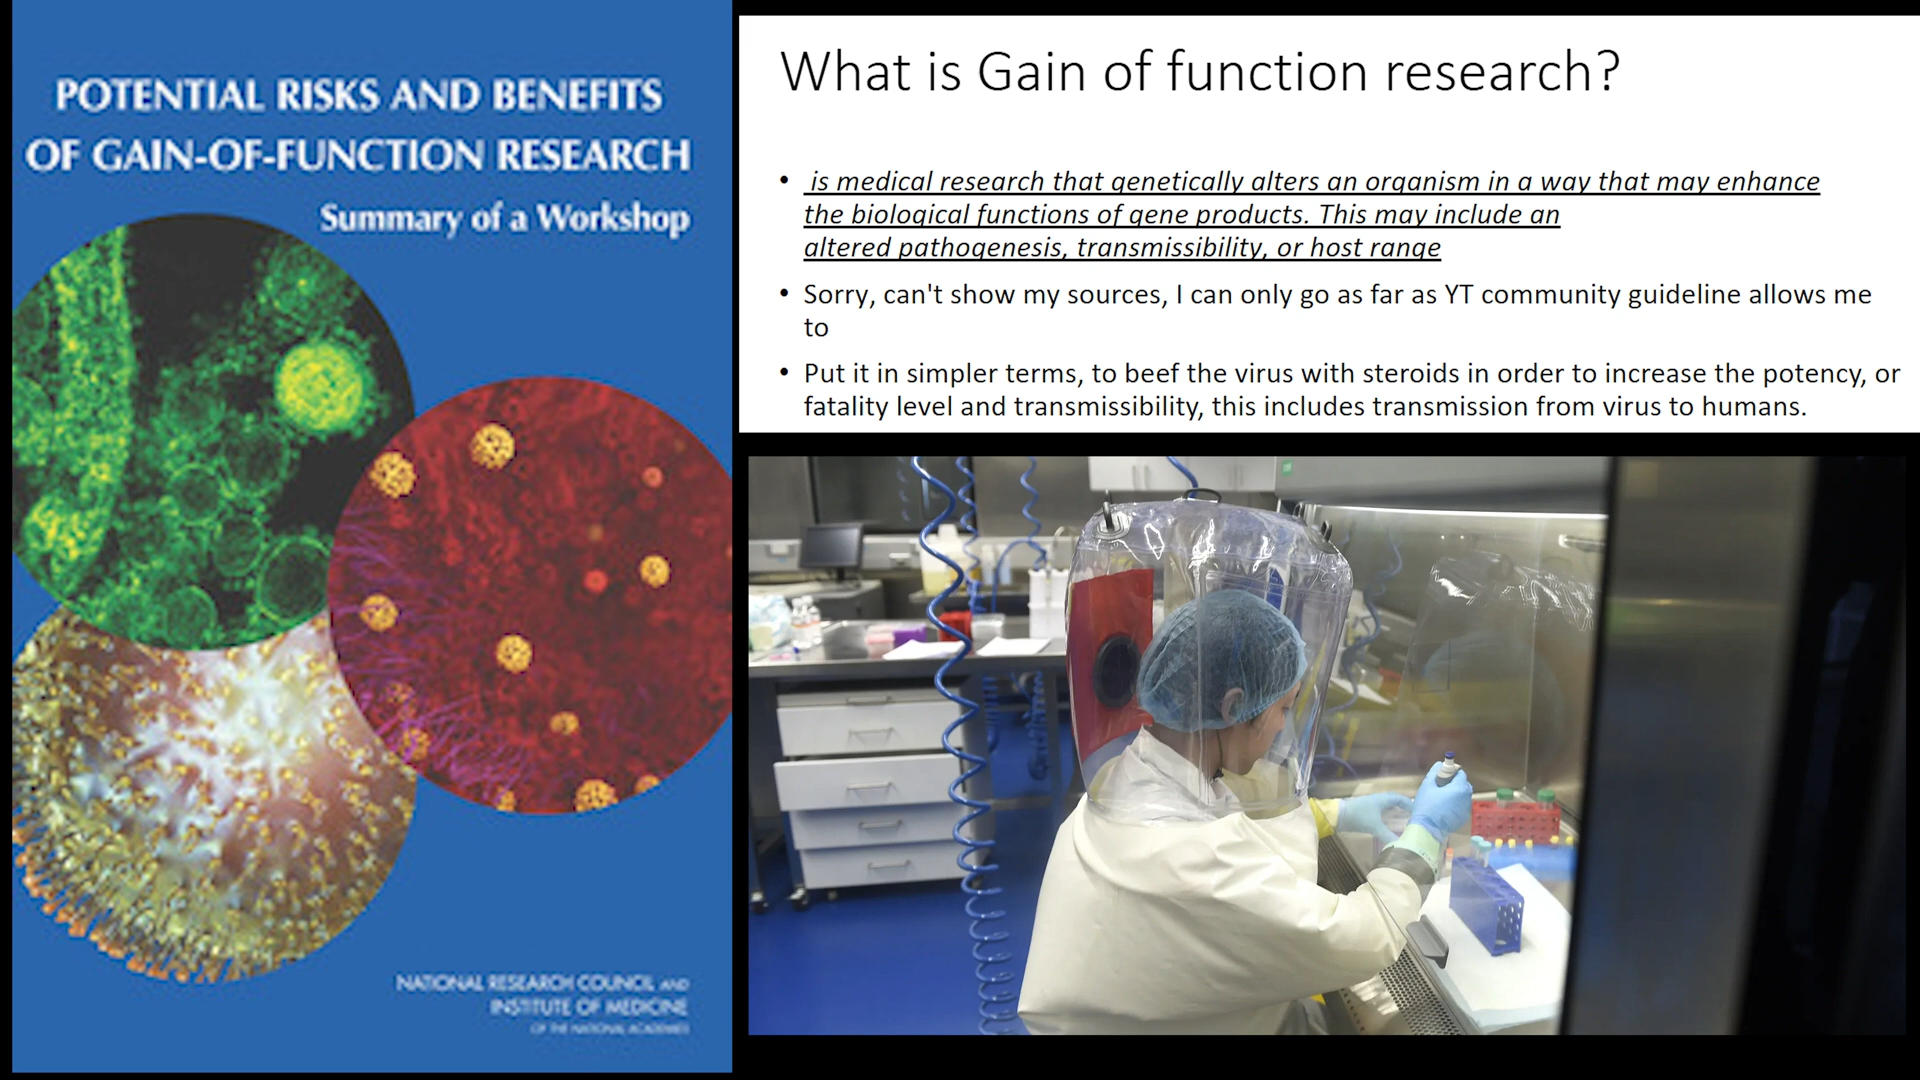 POTENTIAL RISKS AND BENEFITS
OF GAIN-OF-FUNCTION RESEARCH
Summary of a Workshop
NATIONAL RESEARCH COUNCIL AND
INSTITUTE OF MEDICINE
OF THE NATIONAL ACADEMIES
What is Gain of function research?
• is medical research that genetically alters an organism in a way that may enhance
the biological functions of gene products. This may include an
altered pathogenesis, transmissibility, or host range
• Sorry, can't show my sources, I can only go as far as YT community guideline allows me
to
• Put it in simpler terms, to beef the virus with steroids in order to increase the potency, or
fatality level and transmissibility, this includes transmission from virus to humans.